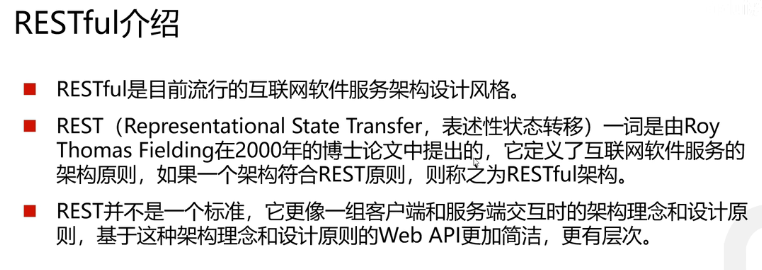 RESTful介绍
RESTful是目前流行的互联网软件服务架构设计风格。
REST（Representational State Transfer，表述性状态转移）一词是由Roy
Thomas Fielding在2000年的博士论文中提出的，它定义了互联网软件服务的
架构原则，如果一个架构符合REST原则，则称之为RESTful架构。
REST并不是一个标准，它更像一组客户端和服务端交互时的架构理念和设计原
则，基于这种架构理念和设计原则的Web API更加简洁，更有层次。